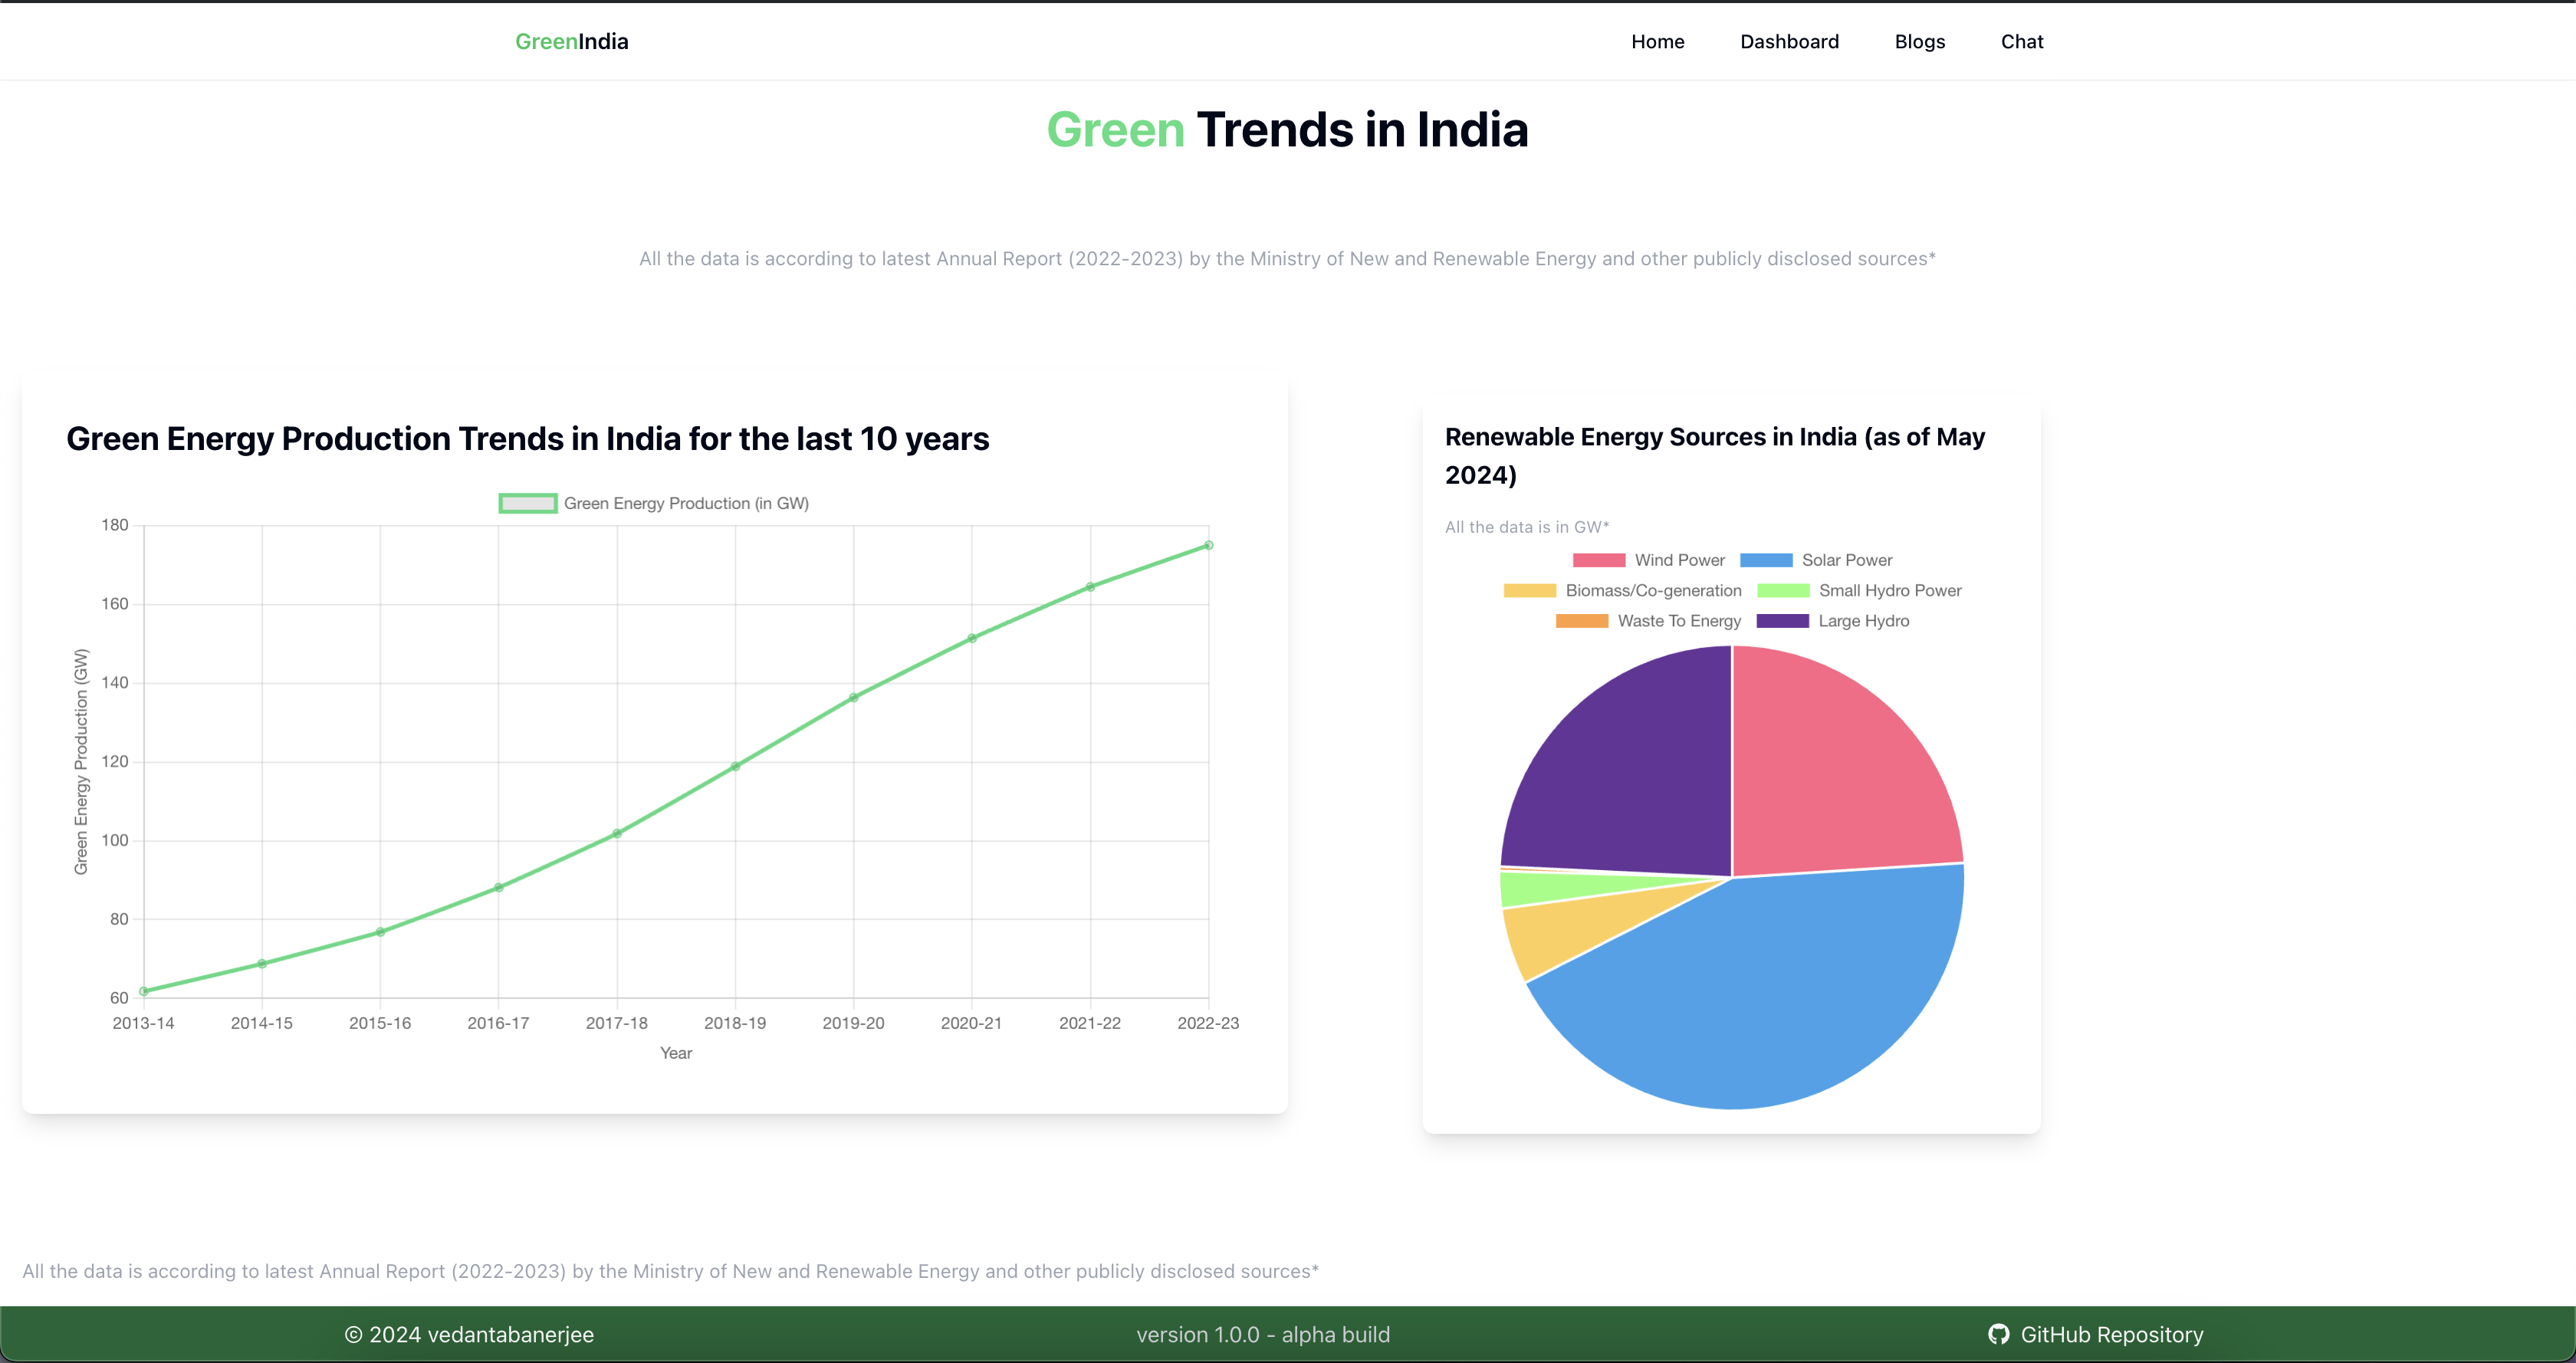 GreenIndia
Home Dashboard Blogs Chat
Green Trends in India
All the data is according to latest Annual Report (2022-2023) by the Ministry of New and Renewable Energy and other publicly disclosed sources*
Green Energy Production Trends in India for the last 10 years
Green Energy Production (in GW)
Green Energy Production (GW)
180
160
140
120
100
80
60
2013-14 2014-15 2015-16 2016-17 2017-18 2018-19 2019-20 2020-21 2021-22 2022-23
Year
Renewable Energy Sources in India (as of May
2024)
All the data is in GW*
Wind Power Solar Power
Biomass/Co-generation Small Hydro Power
Waste To Energy Large Hydro
All the data is according to latest Annual Report (2022-2023) by the Ministry of New and Renewable Energy and other publicly disclosed sources*
© 2024 vedantabanerjee version 1.0.0 - alpha build GitHub Repository